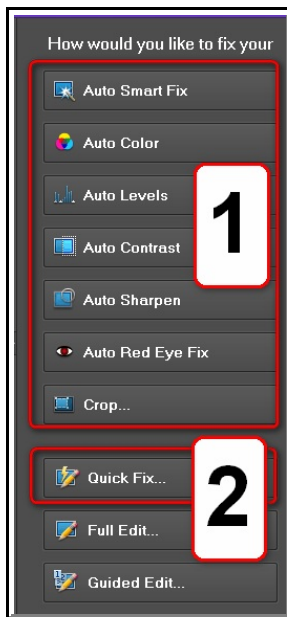 How would you like to fix your
Auto Smart Fix
Auto Color
Auto Levels
1
Auto Contrast
Auto Sharpen
Auto Red Eye Fix
Crop...
Quick Fix...
2
Full Edit...
Guided Edit...